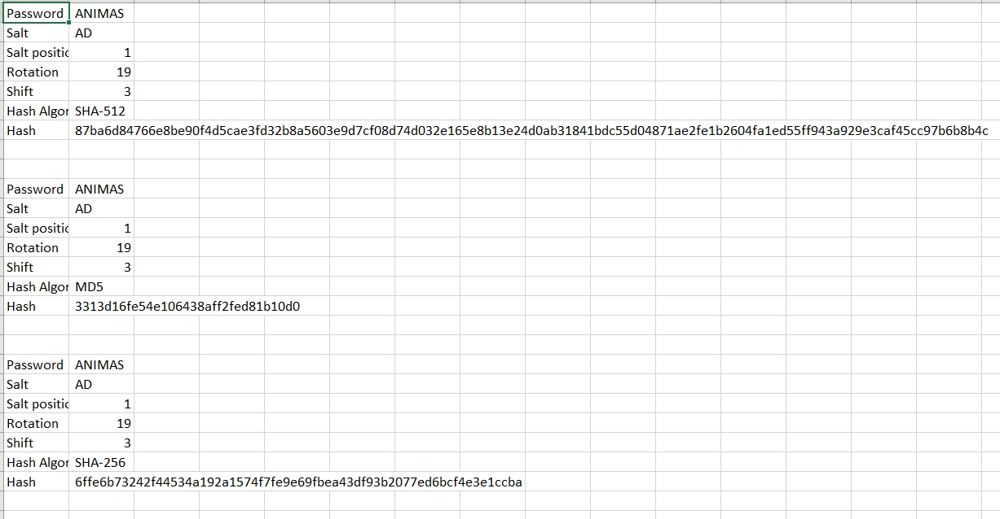 Password ANIMAS
Salt AD
Salt positic 1
Rotation 19
Shift 3
Hash Algor SHA-512
Hash 87ba6d84766e8be90f4d5cae3fd32b8a5603e9d7cf08d74d032e165e8b13e24d0ab31841bdc55d04871ae2fe1b2604fa1ed55ff943a929e3caf45cc97b6b8b4c
Password ANIMAS
Salt AD
Salt positic 1
Rotation 19
Shift 3
Hash Algor MD5
Hash 3313d16fe54e106438aff2fed81b10d0
Password ANIMAS
Salt AD
Salt positic 1
Rotation 19
Shift 3
Hash Algor SHA-256
Hash 6ffe6b73242f44534a192a1574f7fe9e69fbea43df93b2077ed6bcf4e3e1ccba